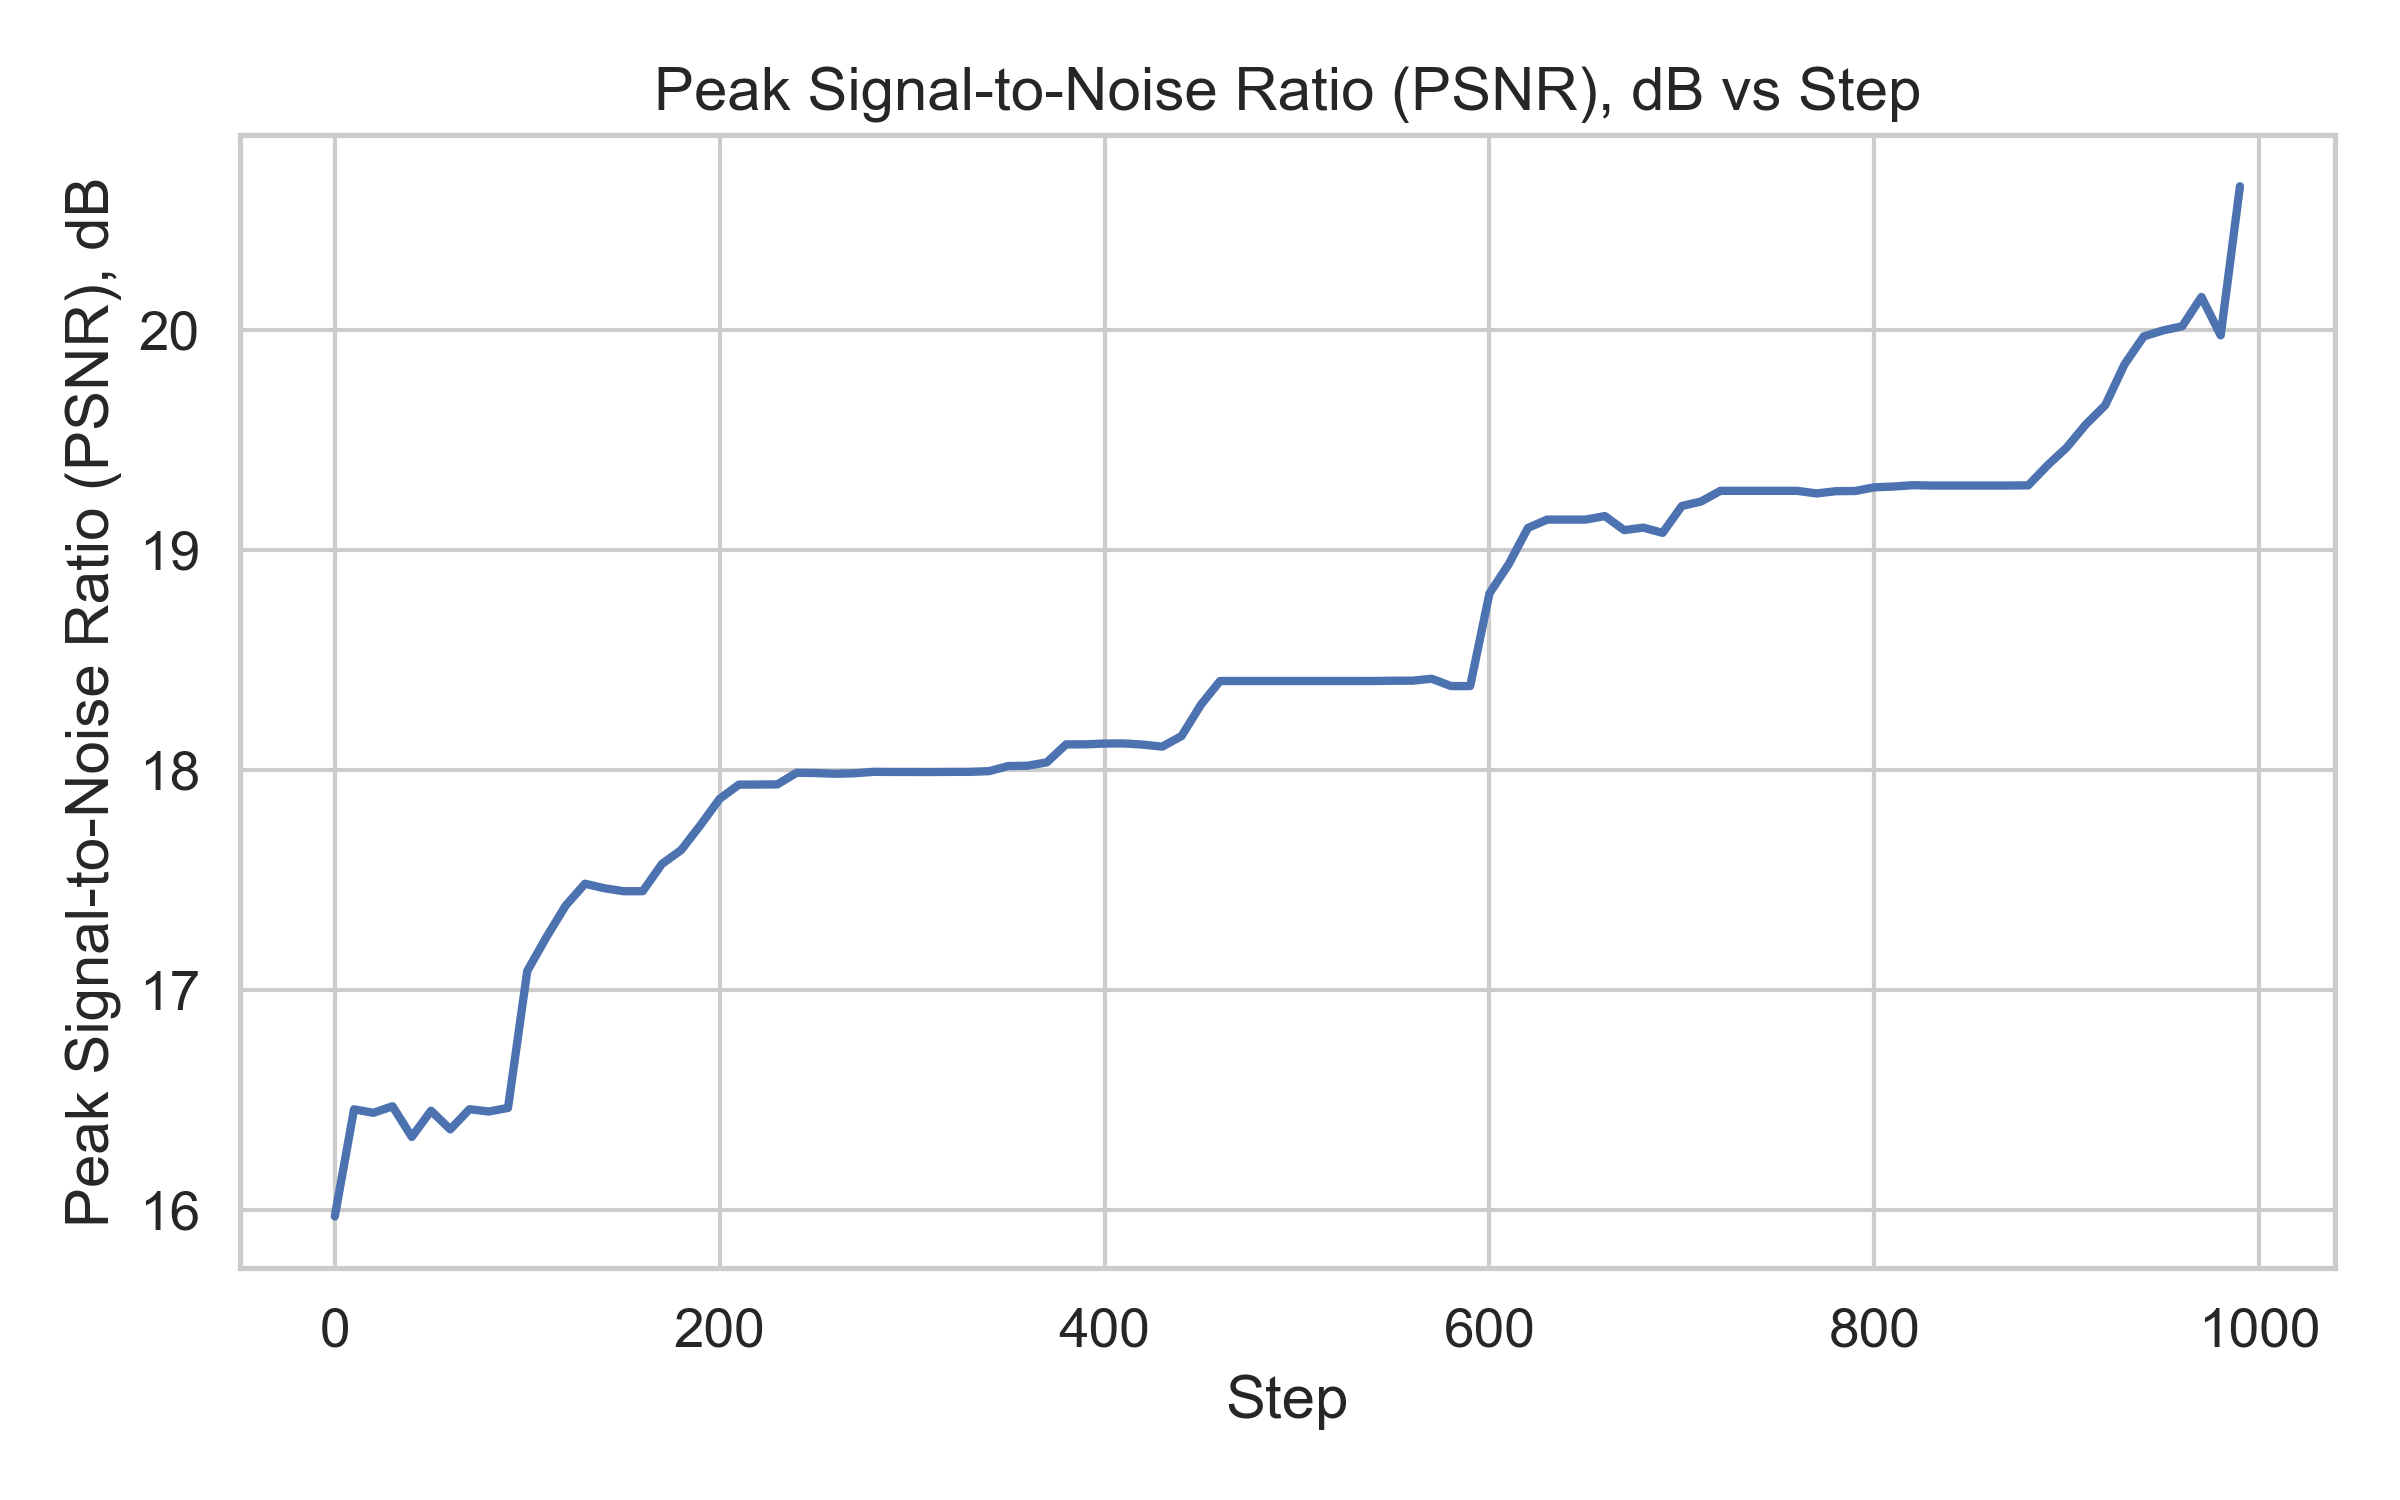 Peak Signal-to-Noise Ratio (PSNR), dB vs Step
Peak Signal-to-Noise Ratio (PSNR), dB
20
19
18
17
16
0 200 400 600 800 1000
Step